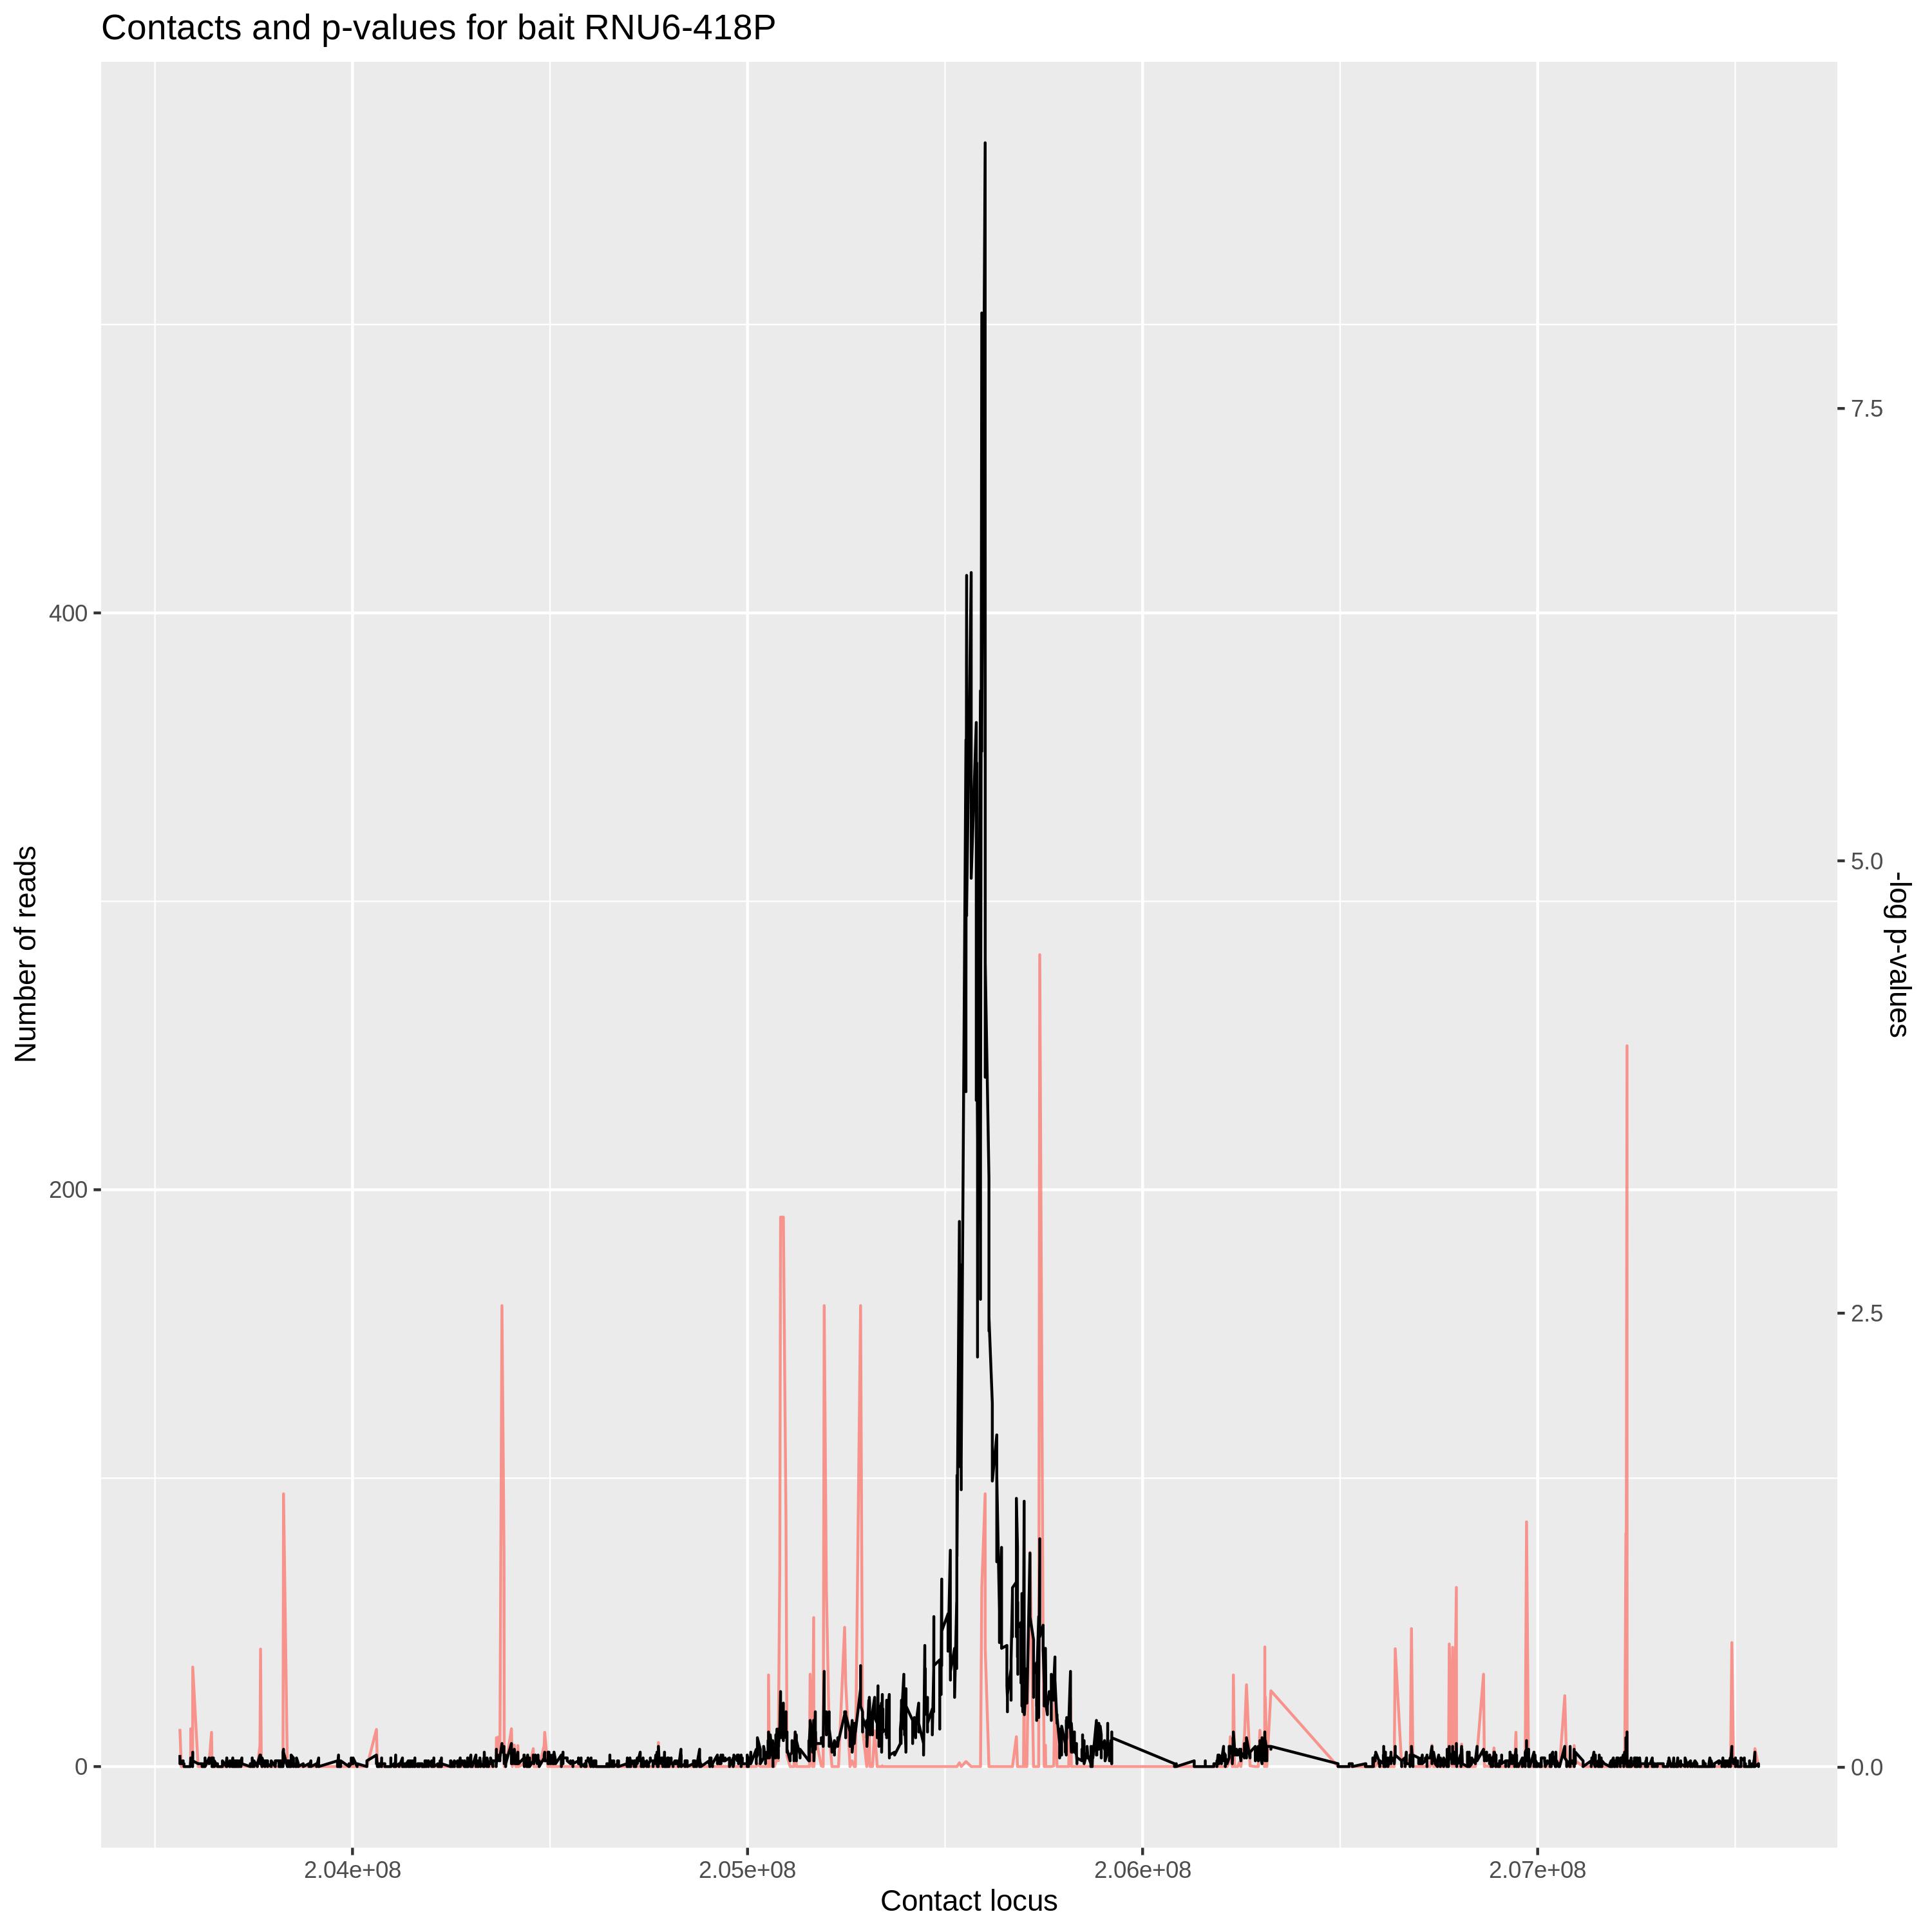 Contacts and p-values for bait RNU6-418P
Number of reads
400
200
0
7.5
5.0
2.5
0.0
-log p-values
2.04e+08
2.05e+08
2.06e+08
2.07e+08
Contact locus